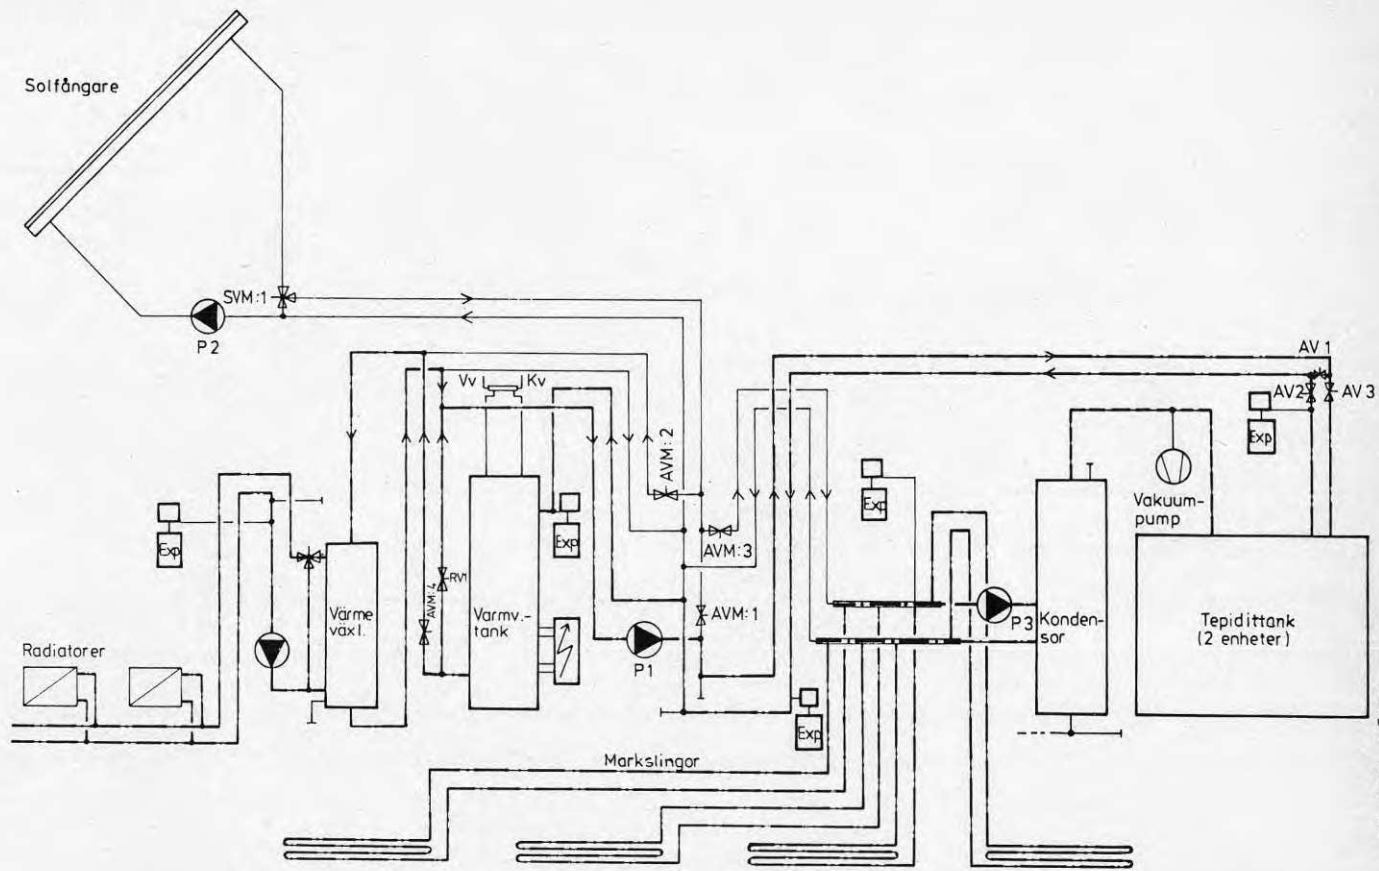 Solfångare
SVM:1
P2
AV 1
AV2
AV 3
Vv
Kv
Exp
AVM:2
Exp
Vakuum-
pump
Exp
Exp
AVM:3
RV1
AVM:4
Värme
växl.
Varmv.-
tank
AVM:1
P3
Konden-
sor
Tepidittank
(2 enheter)
Radiatorer
P1
Exp
Markslingor